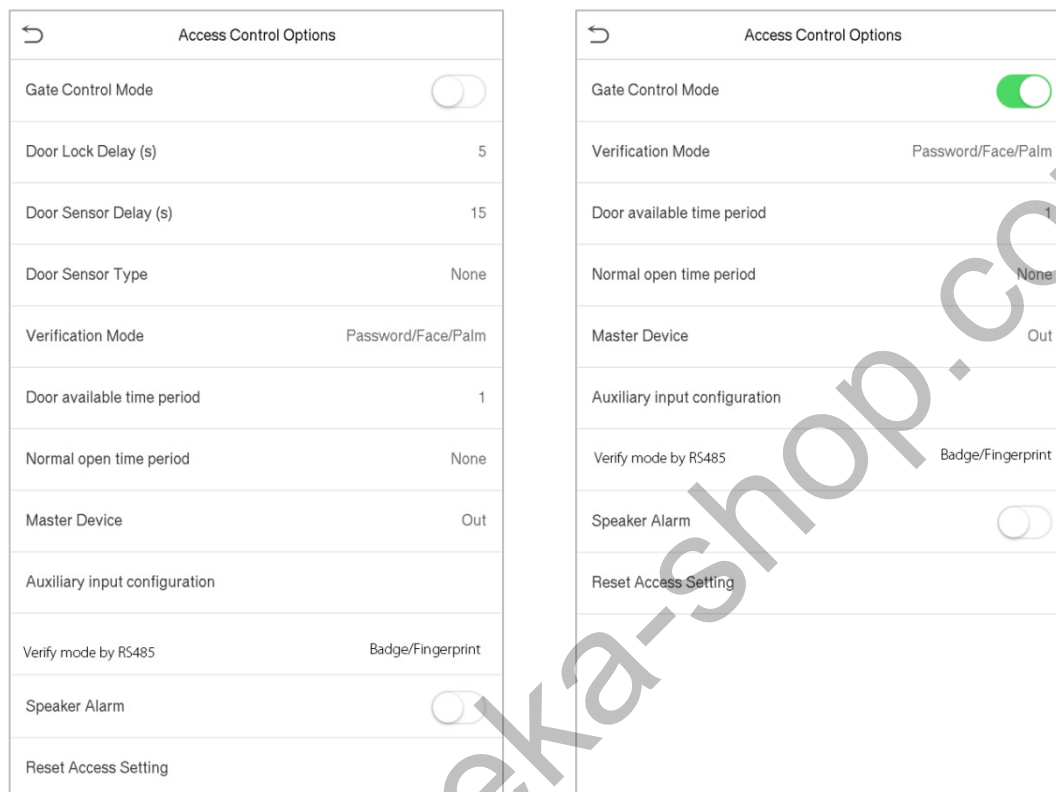 Access Control Options
Gate Control Mode
Door Lock Delay (s) 5
Door Sensor Delay (s) 15
Door Sensor Type None
Verification Mode Password/Face/Palm
Door available time period 1
Normal open time period None
Master Device Out
Auxiliary input configuration
Verify mode by RS485 Badge/Fingerprint
Speaker Alarm
Reset Access Setting
Access Control Options
Gate Control Mode
Verification Mode Password/Face/Palm
Door available time period 1
Normal open time period None
Master Device Out
Auxiliary input configuration
Verify mode by RS485 Badge/Fingerprint
Speaker Alarm
Reset Access Setting
eka-shop.co